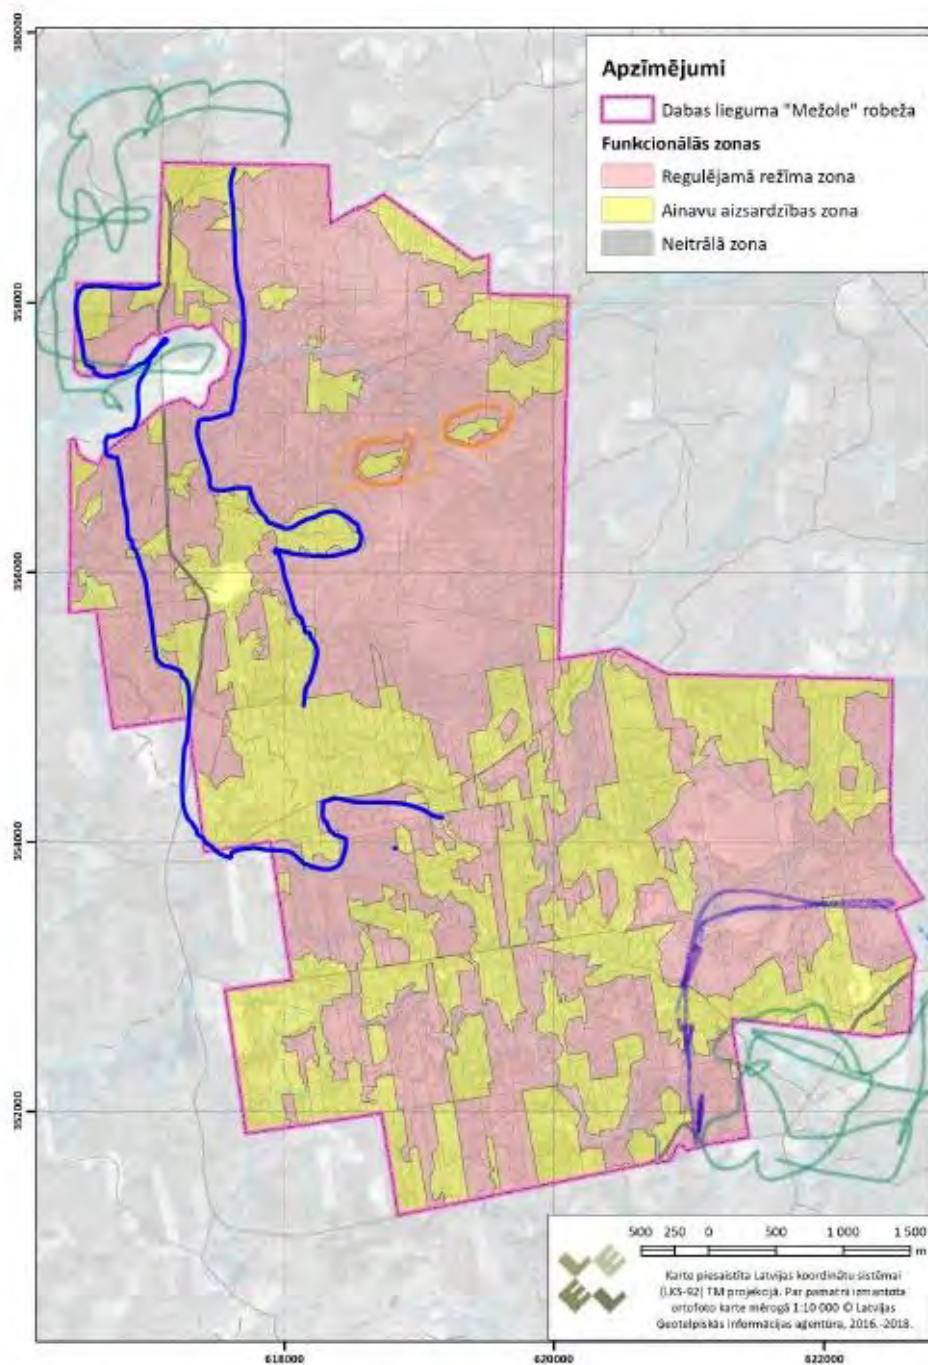 Apzīmējumi
Dabas lieguma "Mežole" robeža
Funkcionālās zonas
Regulējamā režīma zona
Ainavu aizsardzības zona
Neitrālā zona
360000
358000
356000
354000
352000
500 250 0 500 1 000 1 500
m
Karte piesaistīta Latvijas koordinātu sistēmai
(LKS-92) TM projekcijā. Par pamatni izmantota
ortofoto karte mērogā 1:10 000 © Latvijas
Ģeotelpiskās informācijas aģentūra, 2016.-2018.
618000
620000
622000